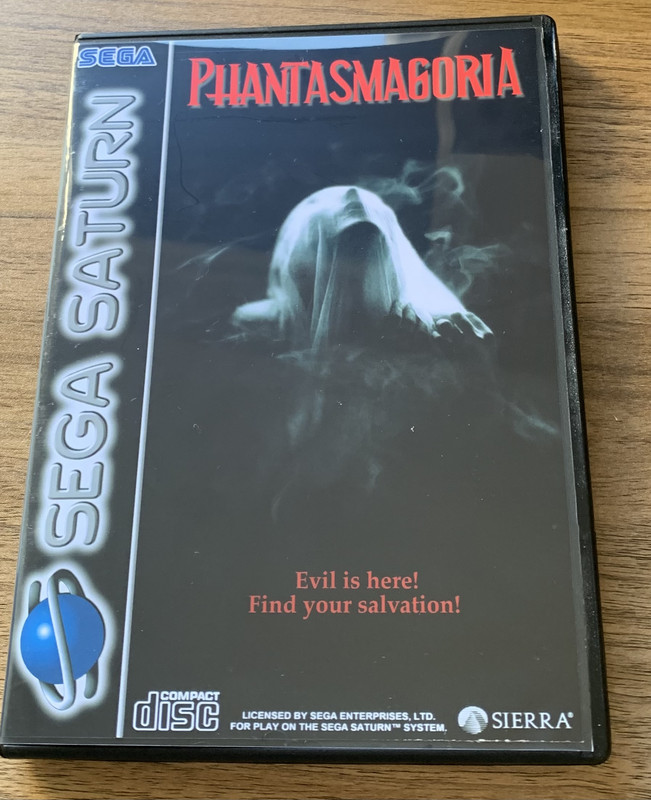 SEGA
SEGA SATURN
PHANTASMAGORIA
Evil is here!
Find your salvation!
COMPACT
disc
LICENSED BY SEGA ENTERPRISES, LTD.
FOR PLAY ON THE SEGA SATURN™ SYSTEM.
SIERRA®